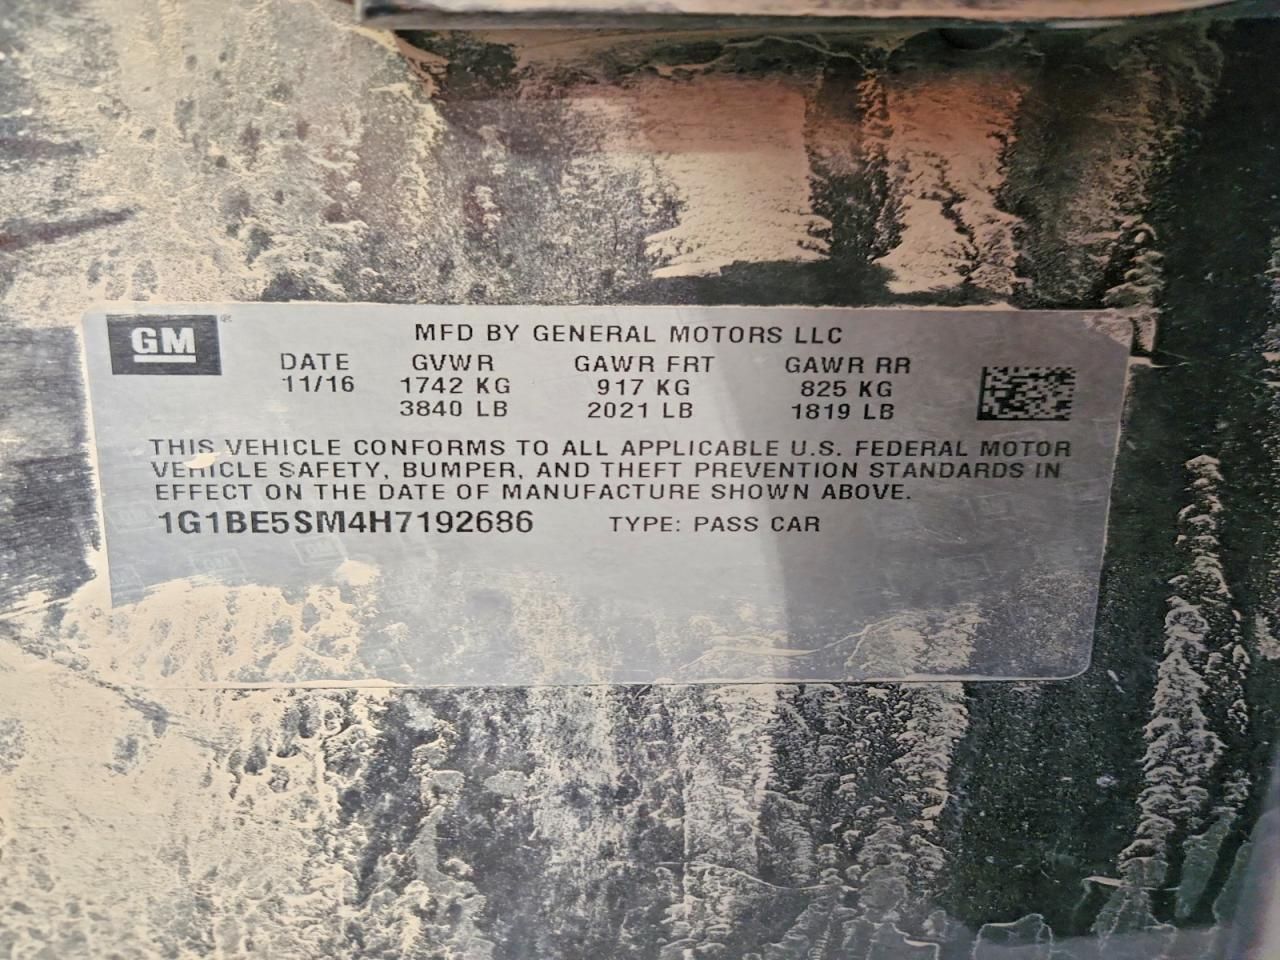 GM
MFD BY GENERAL MOTORS LLC
DATE GVWR GAWR FRT GAWR RR
11/16 1742 KG 917 KG 825 KG
3840 LB 2021 LB 1819 LB
THIS VEHICLE CONFORMS TO ALL APPLICABLE U.S. FEDERAL MOTOR
VEHICLE SAFETY, BUMPER, AND THEFT PREVENTION STANDARDS IN
EFFECT ON THE DATE OF MANUFACTURE SHOWN ABOVE.
1G1BE5SM4H7192686 TYPE: PASS CAR